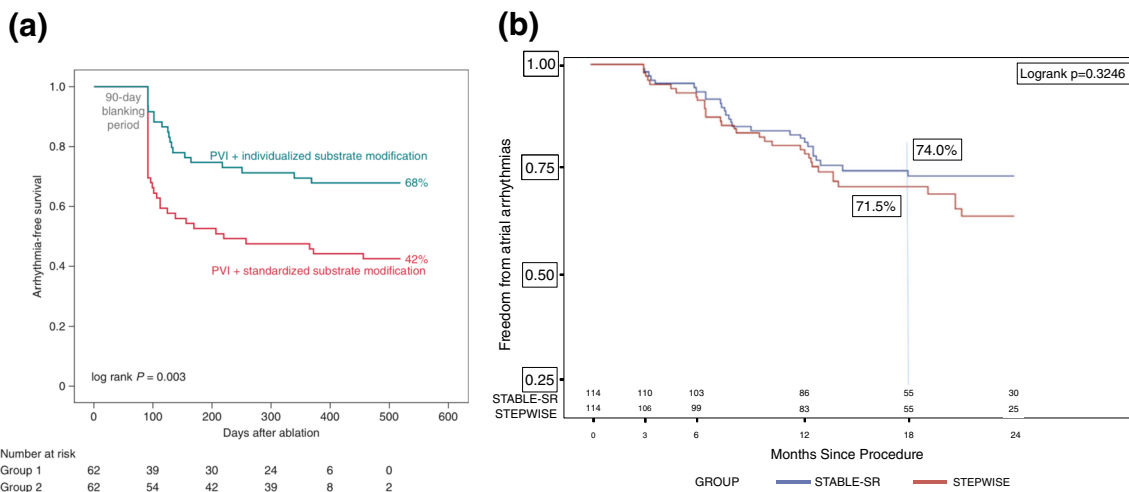 (a)
1.0
0.8
0.6
0.4
0.2
0
Arrhythmia-free survival
90-day
blanking
period
PVI + individualized substrate modification
68%
42%
PVI + standardized substrate modification
log rank P = 0.003
0 100 200 300 400 500 600
Days after ablation
Number at risk
Group 1 62 39 30 24 6 0
Group 2 62 54 42 39 8 2
(b)
1.00
0.75
0.50
0.25
Freedom from atrial arrhythmias
Logrank p=0.3246
74.0%
71.5%
STABLE-SR 114 110 103 86 55 30
STEPWISE 114 106 99 83 55 25
0 3 6 12 18 24
Months Since Procedure
GROUP STABLE-SR STEPWISE